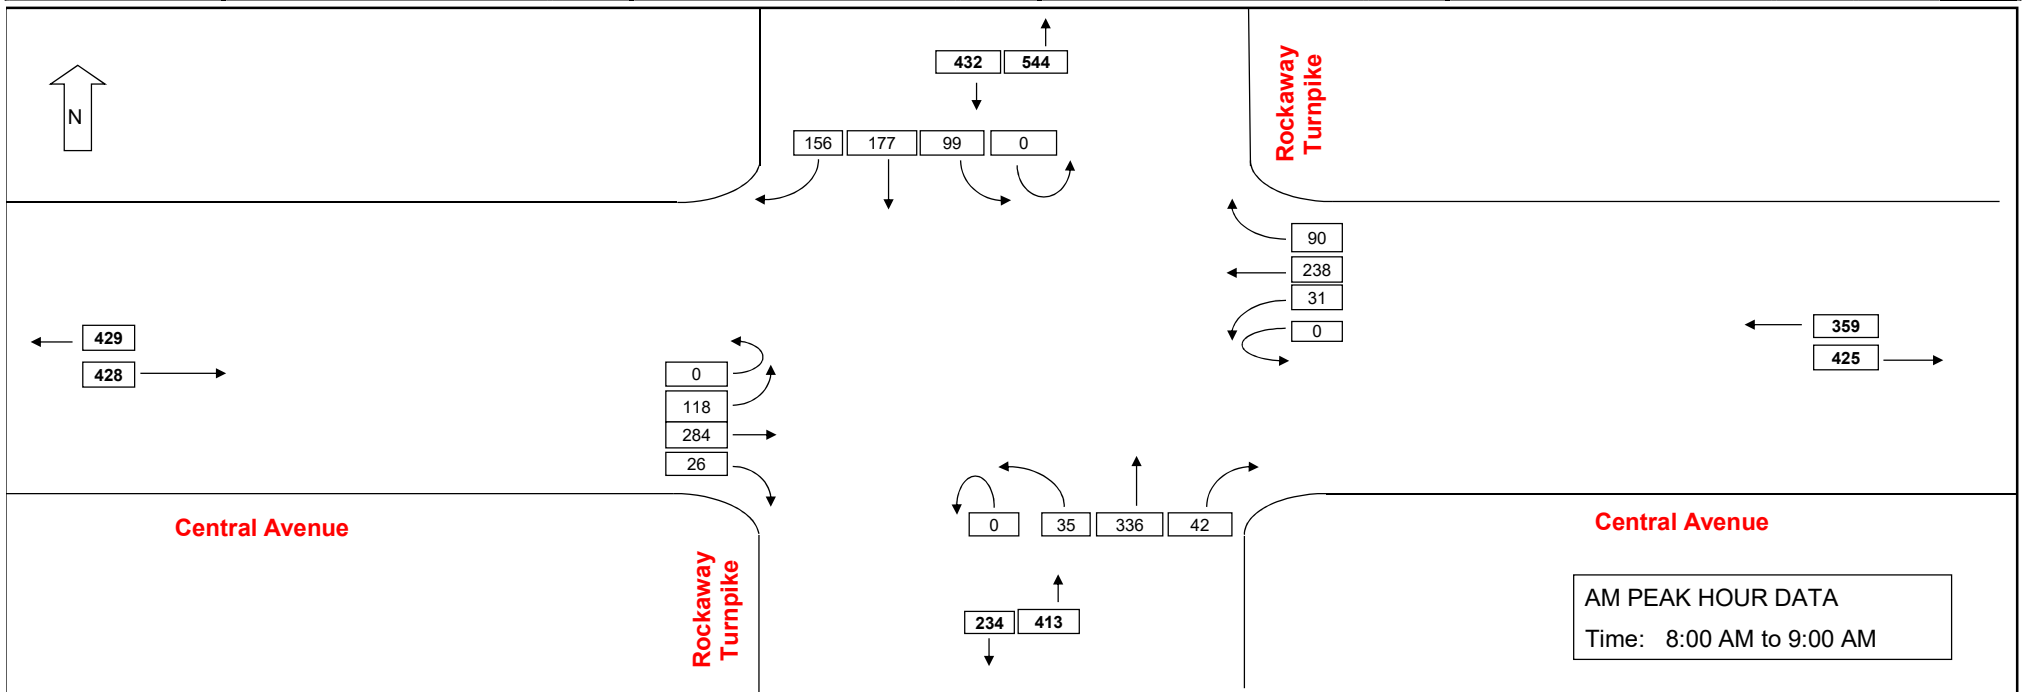 432 544
N
Rockaway
Turnpike
156 177 99 0
90
238
31
0
429
428
359
425
0
118
284
26
0 35 336 42
Central Avenue
Central Avenue
Rockaway
Turnpike
234 413
AM PEAK HOUR DATA
Time: 8:00 AM to 9:00 AM